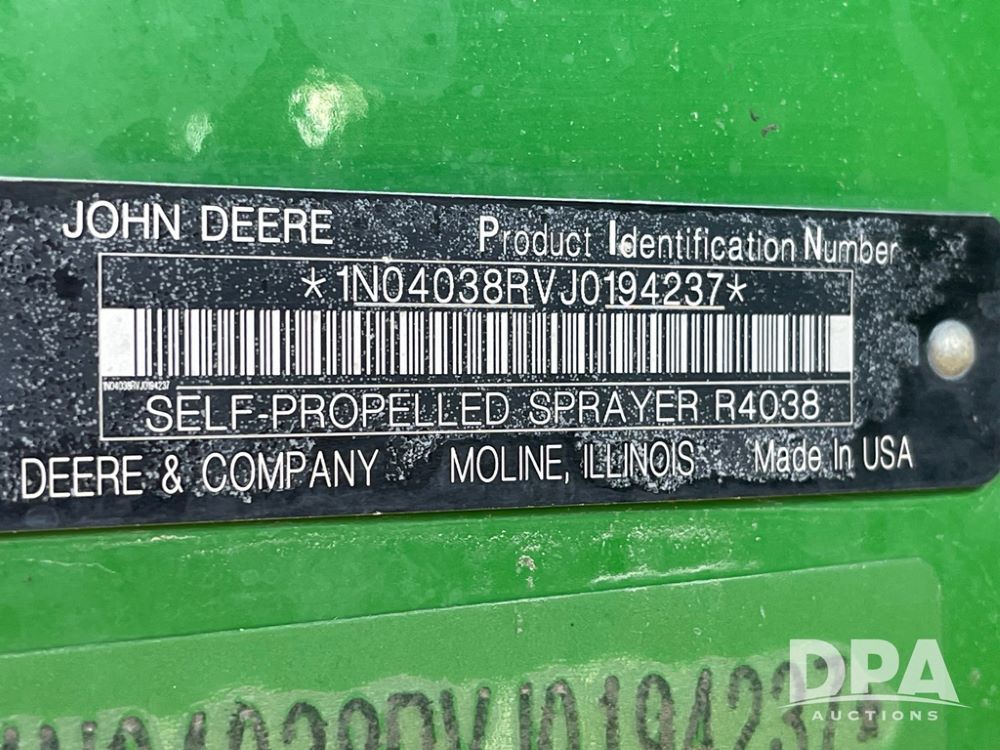 JOHN DEERE Product Identification Number
*1N04038RVJ0194237*
1N04038RVJ0194237
SELF-PROPELLED SPRAYER R4038
DEERE & COMPANY MOLINE, ILLINOIS Made In USA
1N04038RVJ0194237
DPA
AUCTIONS